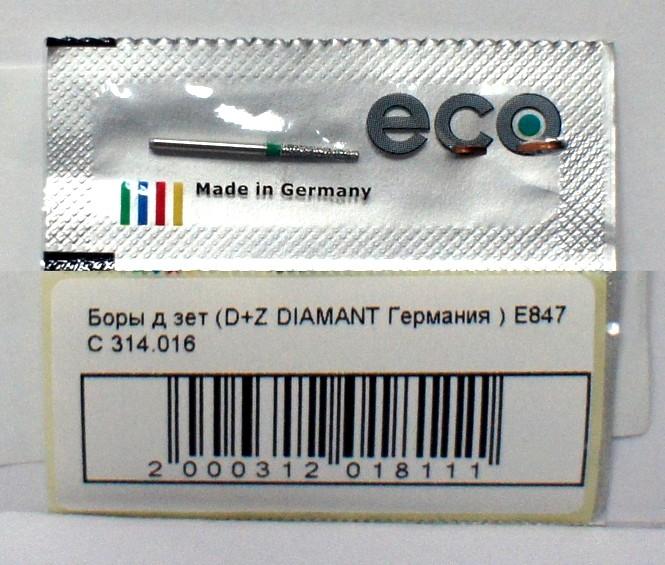 eco
Made in Germany
Боры д зет (D+Z DIAMANT Германия ) E847
C 314.016
2 000312 018111